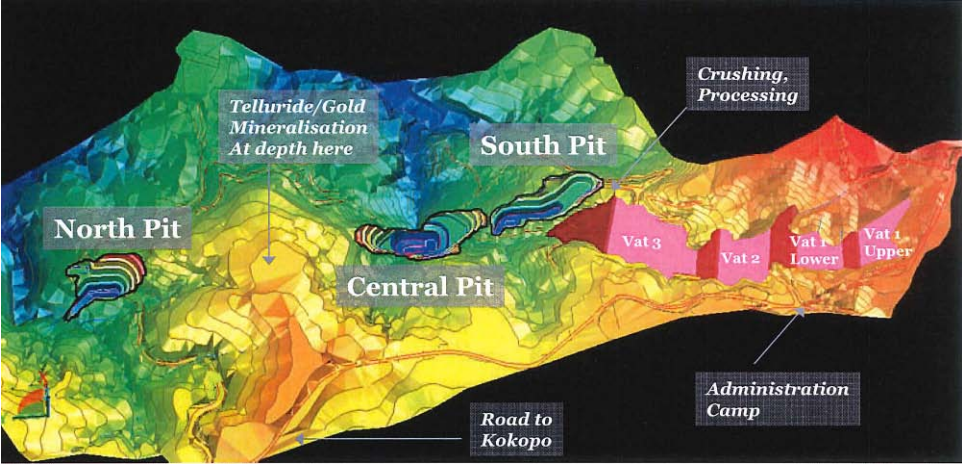 Crushing,
Processing
Telluride/Gold
Mineralisation
At depth here
South Pit
North Pit
Vat 3
Vat 2
Vat 1
Lower
Vat 1
Upper
Central Pit
Administration
Camp
Road to
Kokopo